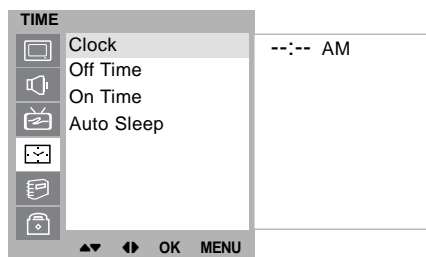 TIME
Clock --:-- AM
Off Time
On Time
Auto Sleep
▲▼ ◀▶ OK MENU